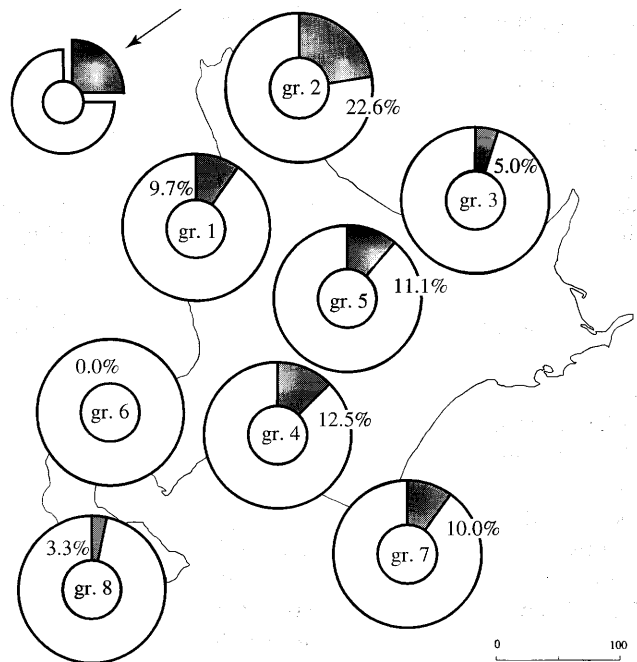 gr. 2
22.6%
gr. 3
5.0%
gr. 1
9.7%
gr. 5
11.1%
gr. 6
0.0%
gr. 4
12.5%
gr. 7
10.0%
gr. 8
3.3%
0 100